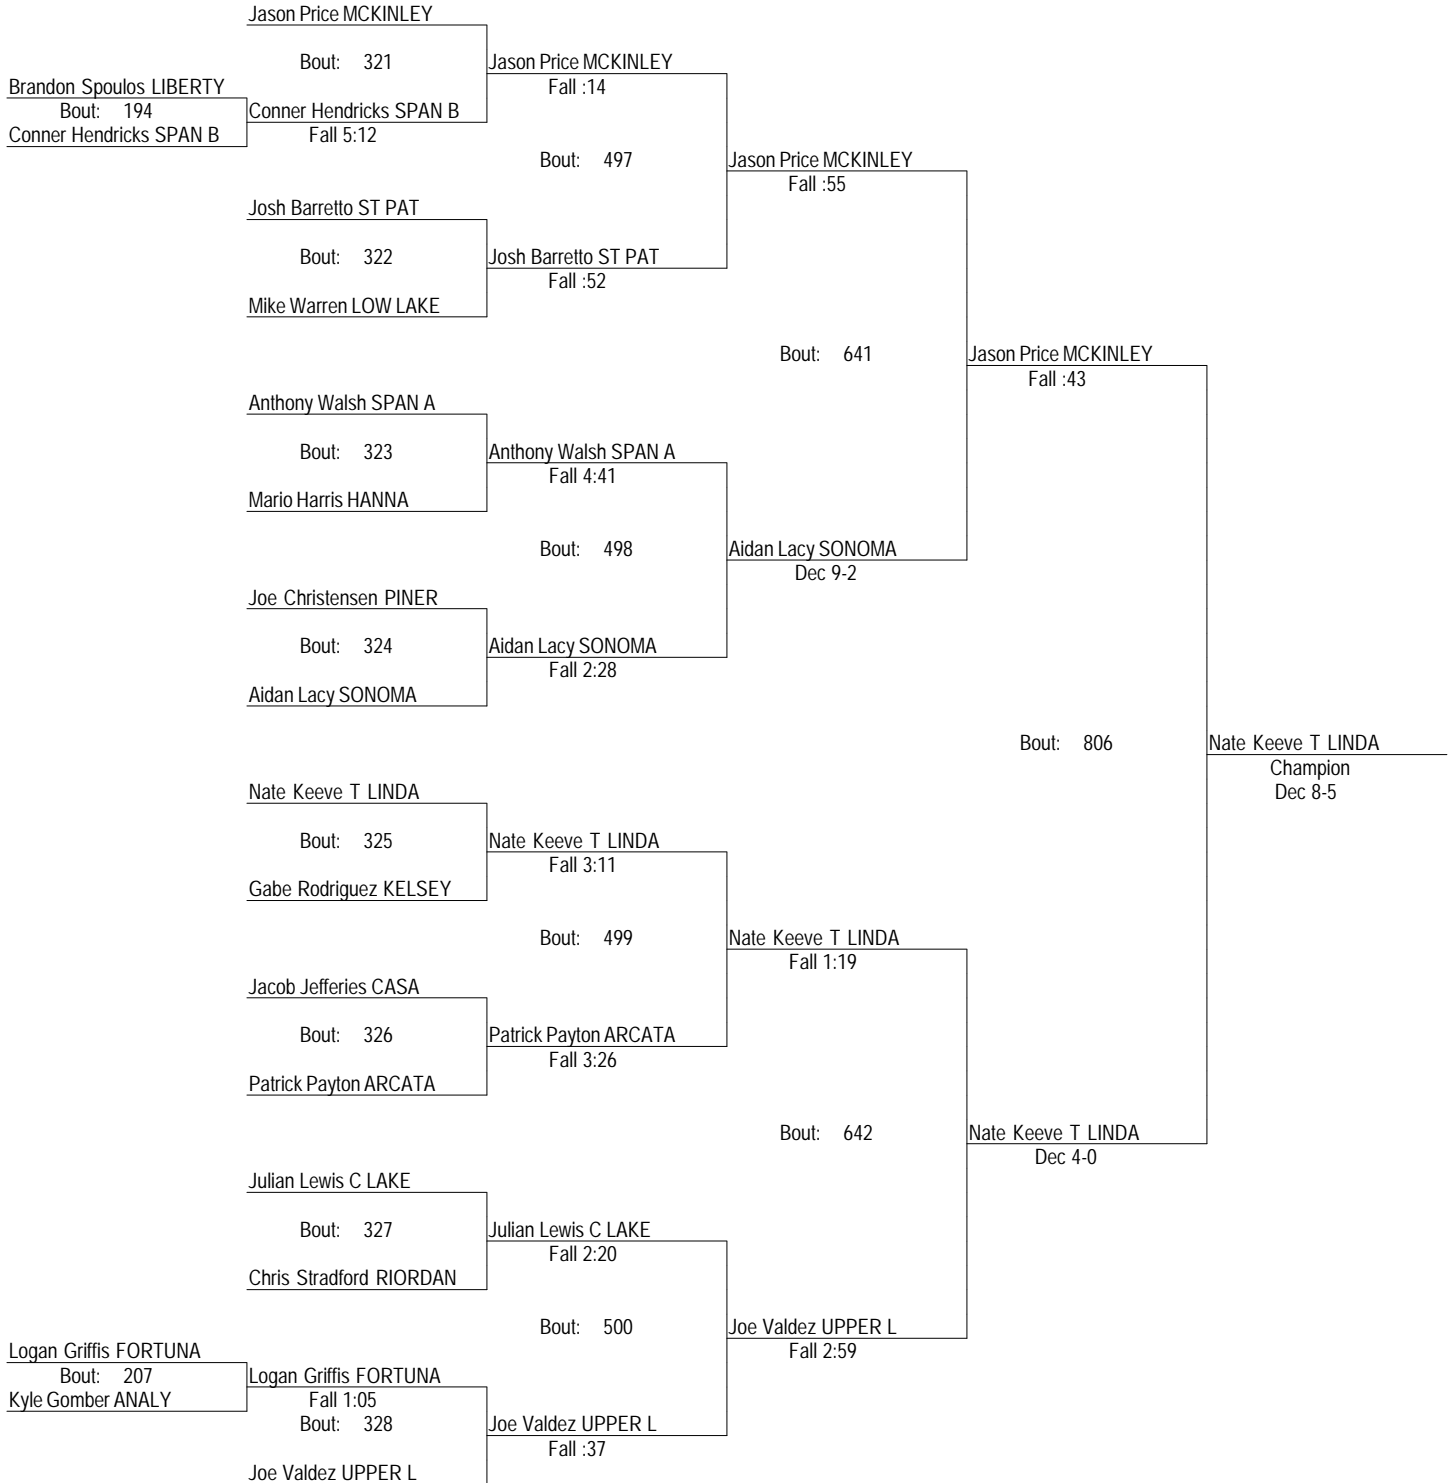 Jason Price MCKINLEY
Bout: 321
Jason Price MCKINLEY
Fall :14
Brandon Spoulos LIBERTY
Bout: 194
Conner Hendricks SPAN B
Conner Hendricks SPAN B
Fall 5:12
Bout: 497
Jason Price MCKINLEY
Fall :55
Josh Barretto ST PAT
Bout: 322
Josh Barretto ST PAT
Fall :52
Mike Warren LOW LAKE
Bout: 641
Jason Price MCKINLEY
Fall :43
Anthony Walsh SPAN A
Bout: 323
Anthony Walsh SPAN A
Fall 4:41
Mario Harris HANNA
Bout: 498
Aidan Lacy SONOMA
Dec 9-2
Joe Christensen PINER
Bout: 324
Aidan Lacy SONOMA
Fall 2:28
Aidan Lacy SONOMA
Bout: 806
Nate Keeve T LINDA
Champion
Dec 8-5
Nate Keeve T LINDA
Bout: 325
Nate Keeve T LINDA
Fall 3:11
Gabe Rodriguez KELSEY
Bout: 499
Nate Keeve T LINDA
Fall 1:19
Jacob Jefferies CASA
Bout: 326
Patrick Payton ARCATA
Fall 3:26
Patrick Payton ARCATA
Bout: 642
Nate Keeve T LINDA
Dec 4-0
Julian Lewis C LAKE
Bout: 327
Julian Lewis C LAKE
Fall 2:20
Chris Stradford RIORDAN
Bout: 500
Joe Valdez UPPER L
Fall 2:59
Logan Griffis FORTUNA
Bout: 207
Kyle Gomber ANALY
Logan Griffis FORTUNA
Fall 1:05
Bout: 328
Joe Valdez UPPER L
Fall :37
Joe Valdez UPPER L